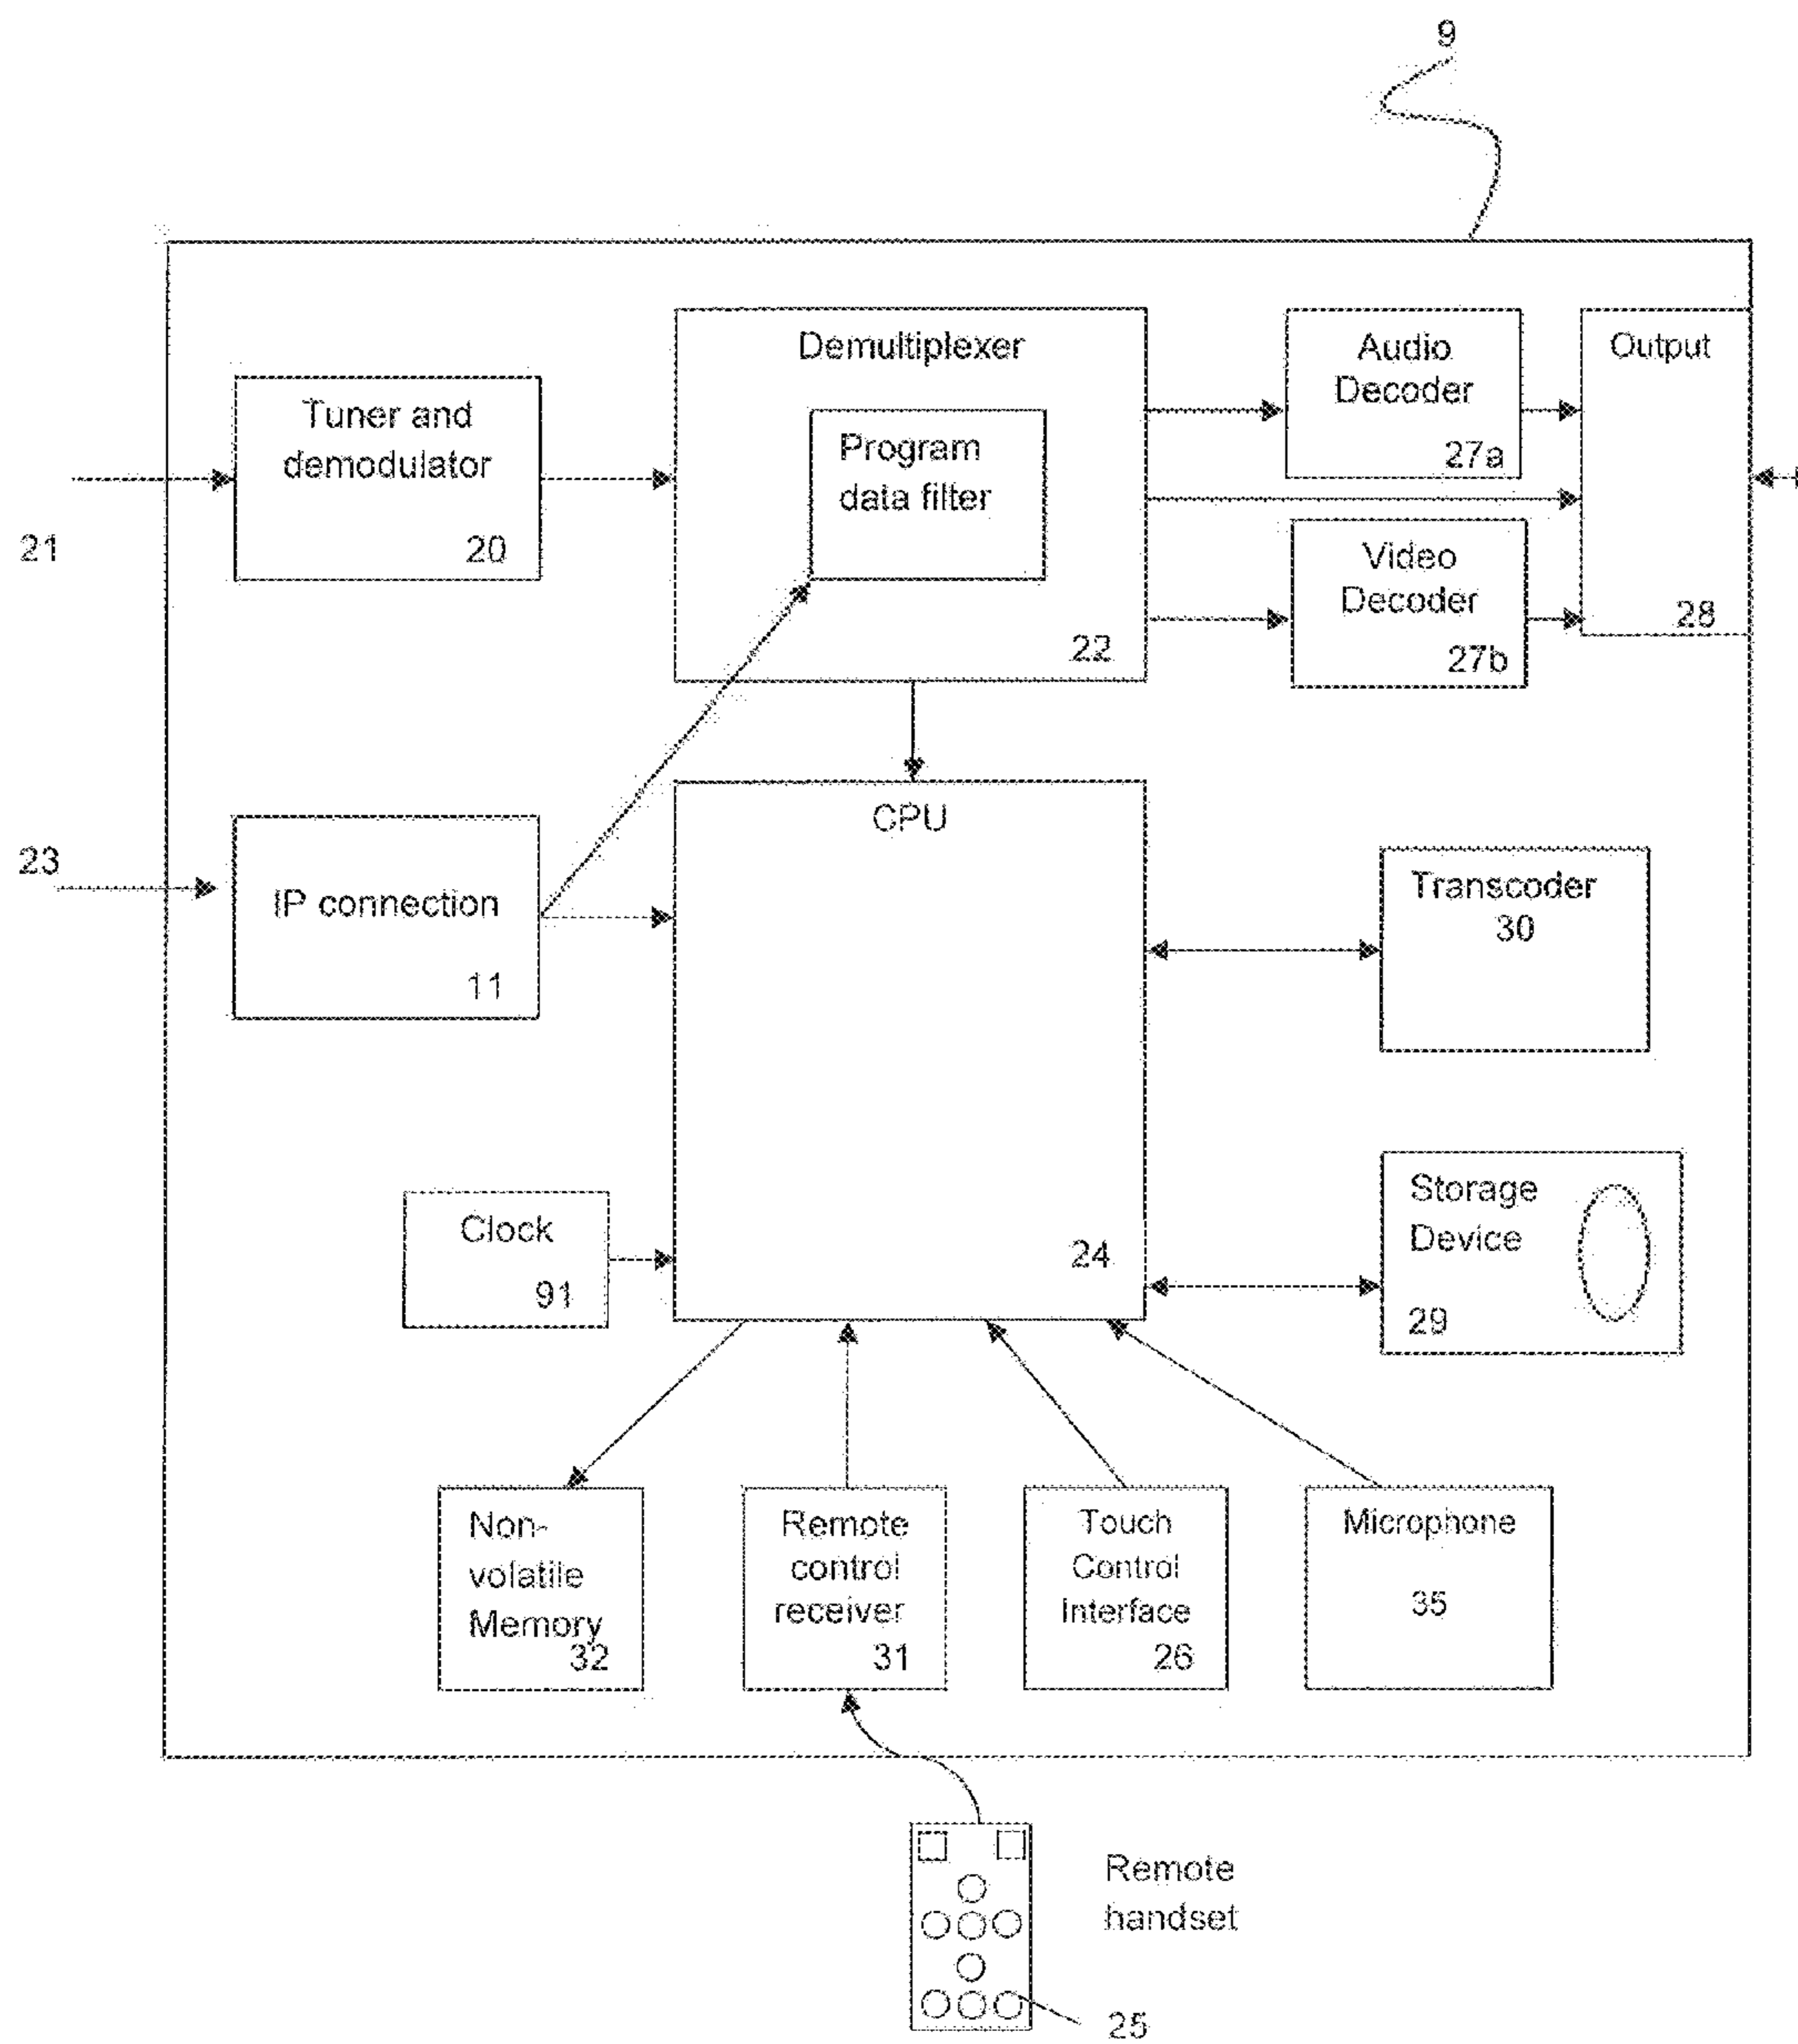 9
Demultiplexer
Audio
Decoder
27a
Output
Tuner and
demodulator
20
Program
data filter
21
Video
Decoder
27b
28
22
CPU
23
IP connection
11
Transcoder
30
Clock
91
24
Storage
Device
29
Non-
volatile
Memory
32
Remote
control
receiver
31
Touch
Control
Interface
26
Microphone
35
Remote
handset
25